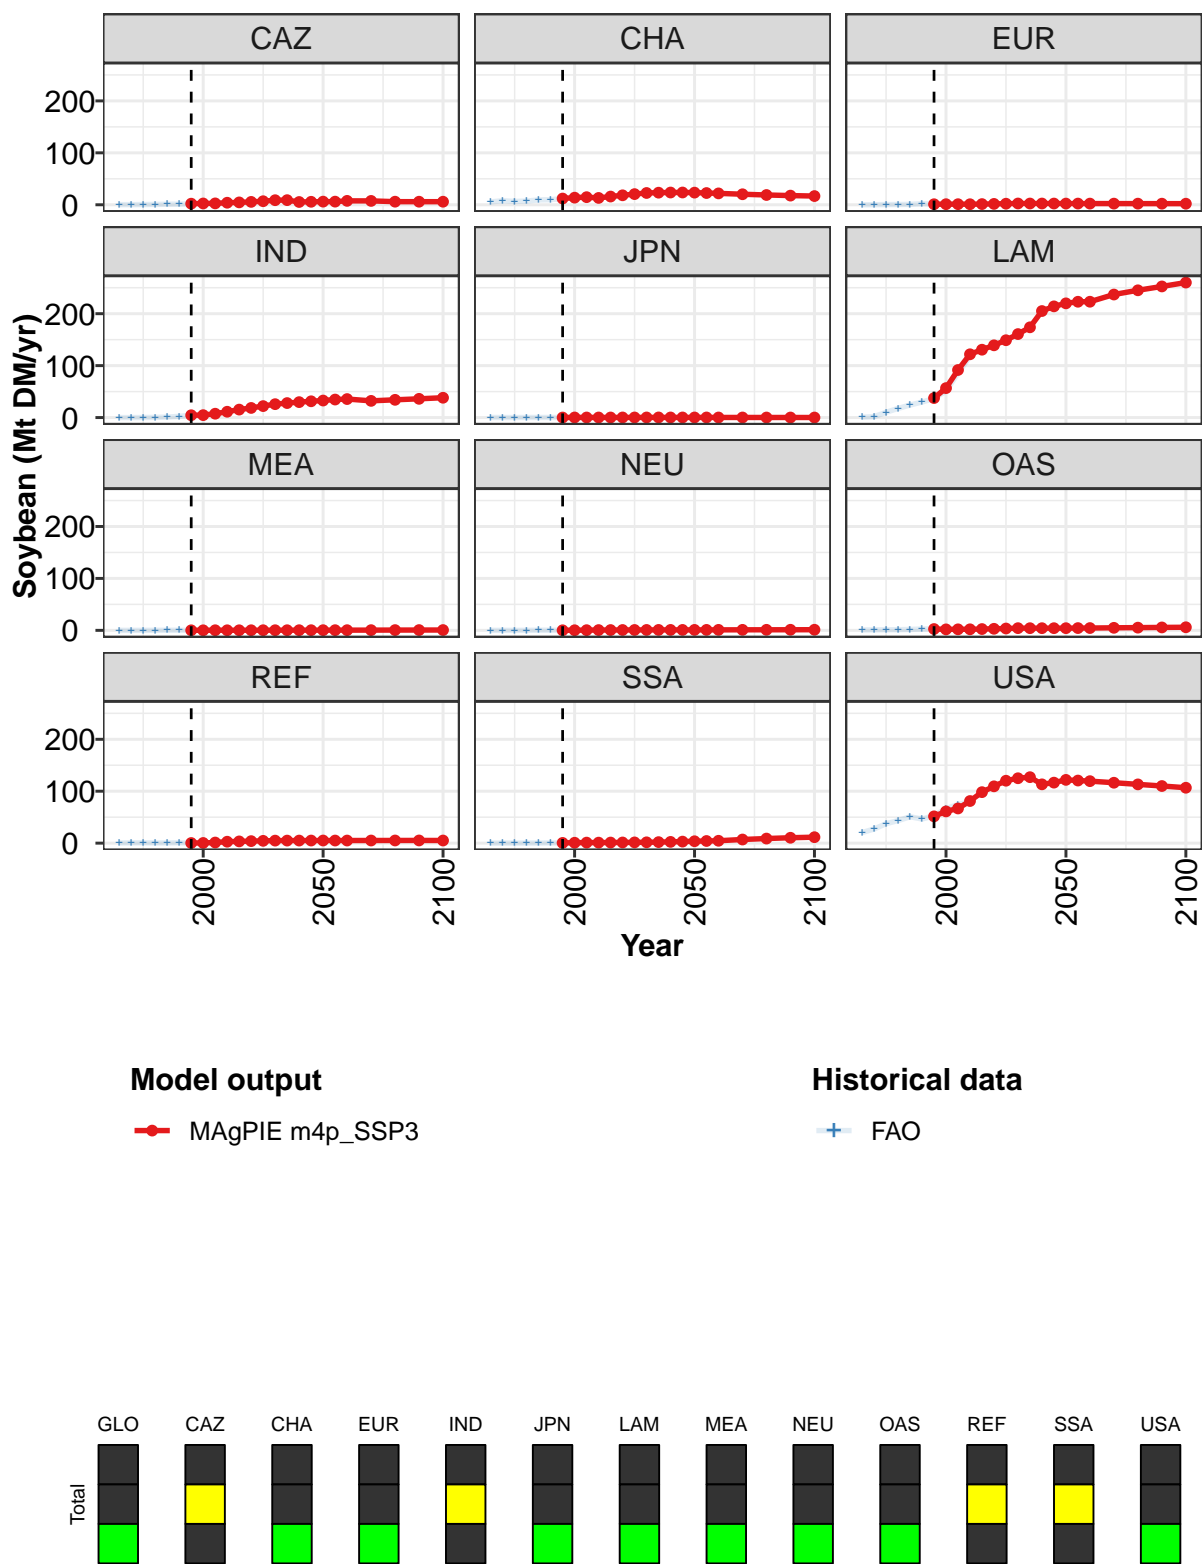 CAZ CHA EUR
200
100
0
IND JPN LAM
200
100
0
MEA NEU OAS
200
100
0
REF SSA USA
200
100
0
2000 2050 2100 2000 2050 2100 2000 2050 2100
Soybean (Mt DM/yr)
Year
Model output Historical data
MAgPIE m4p_SSP3 FAO
GLO CAZ CHA EUR IND JPN LAM MEA NEU OAS REF SSA USA
Total